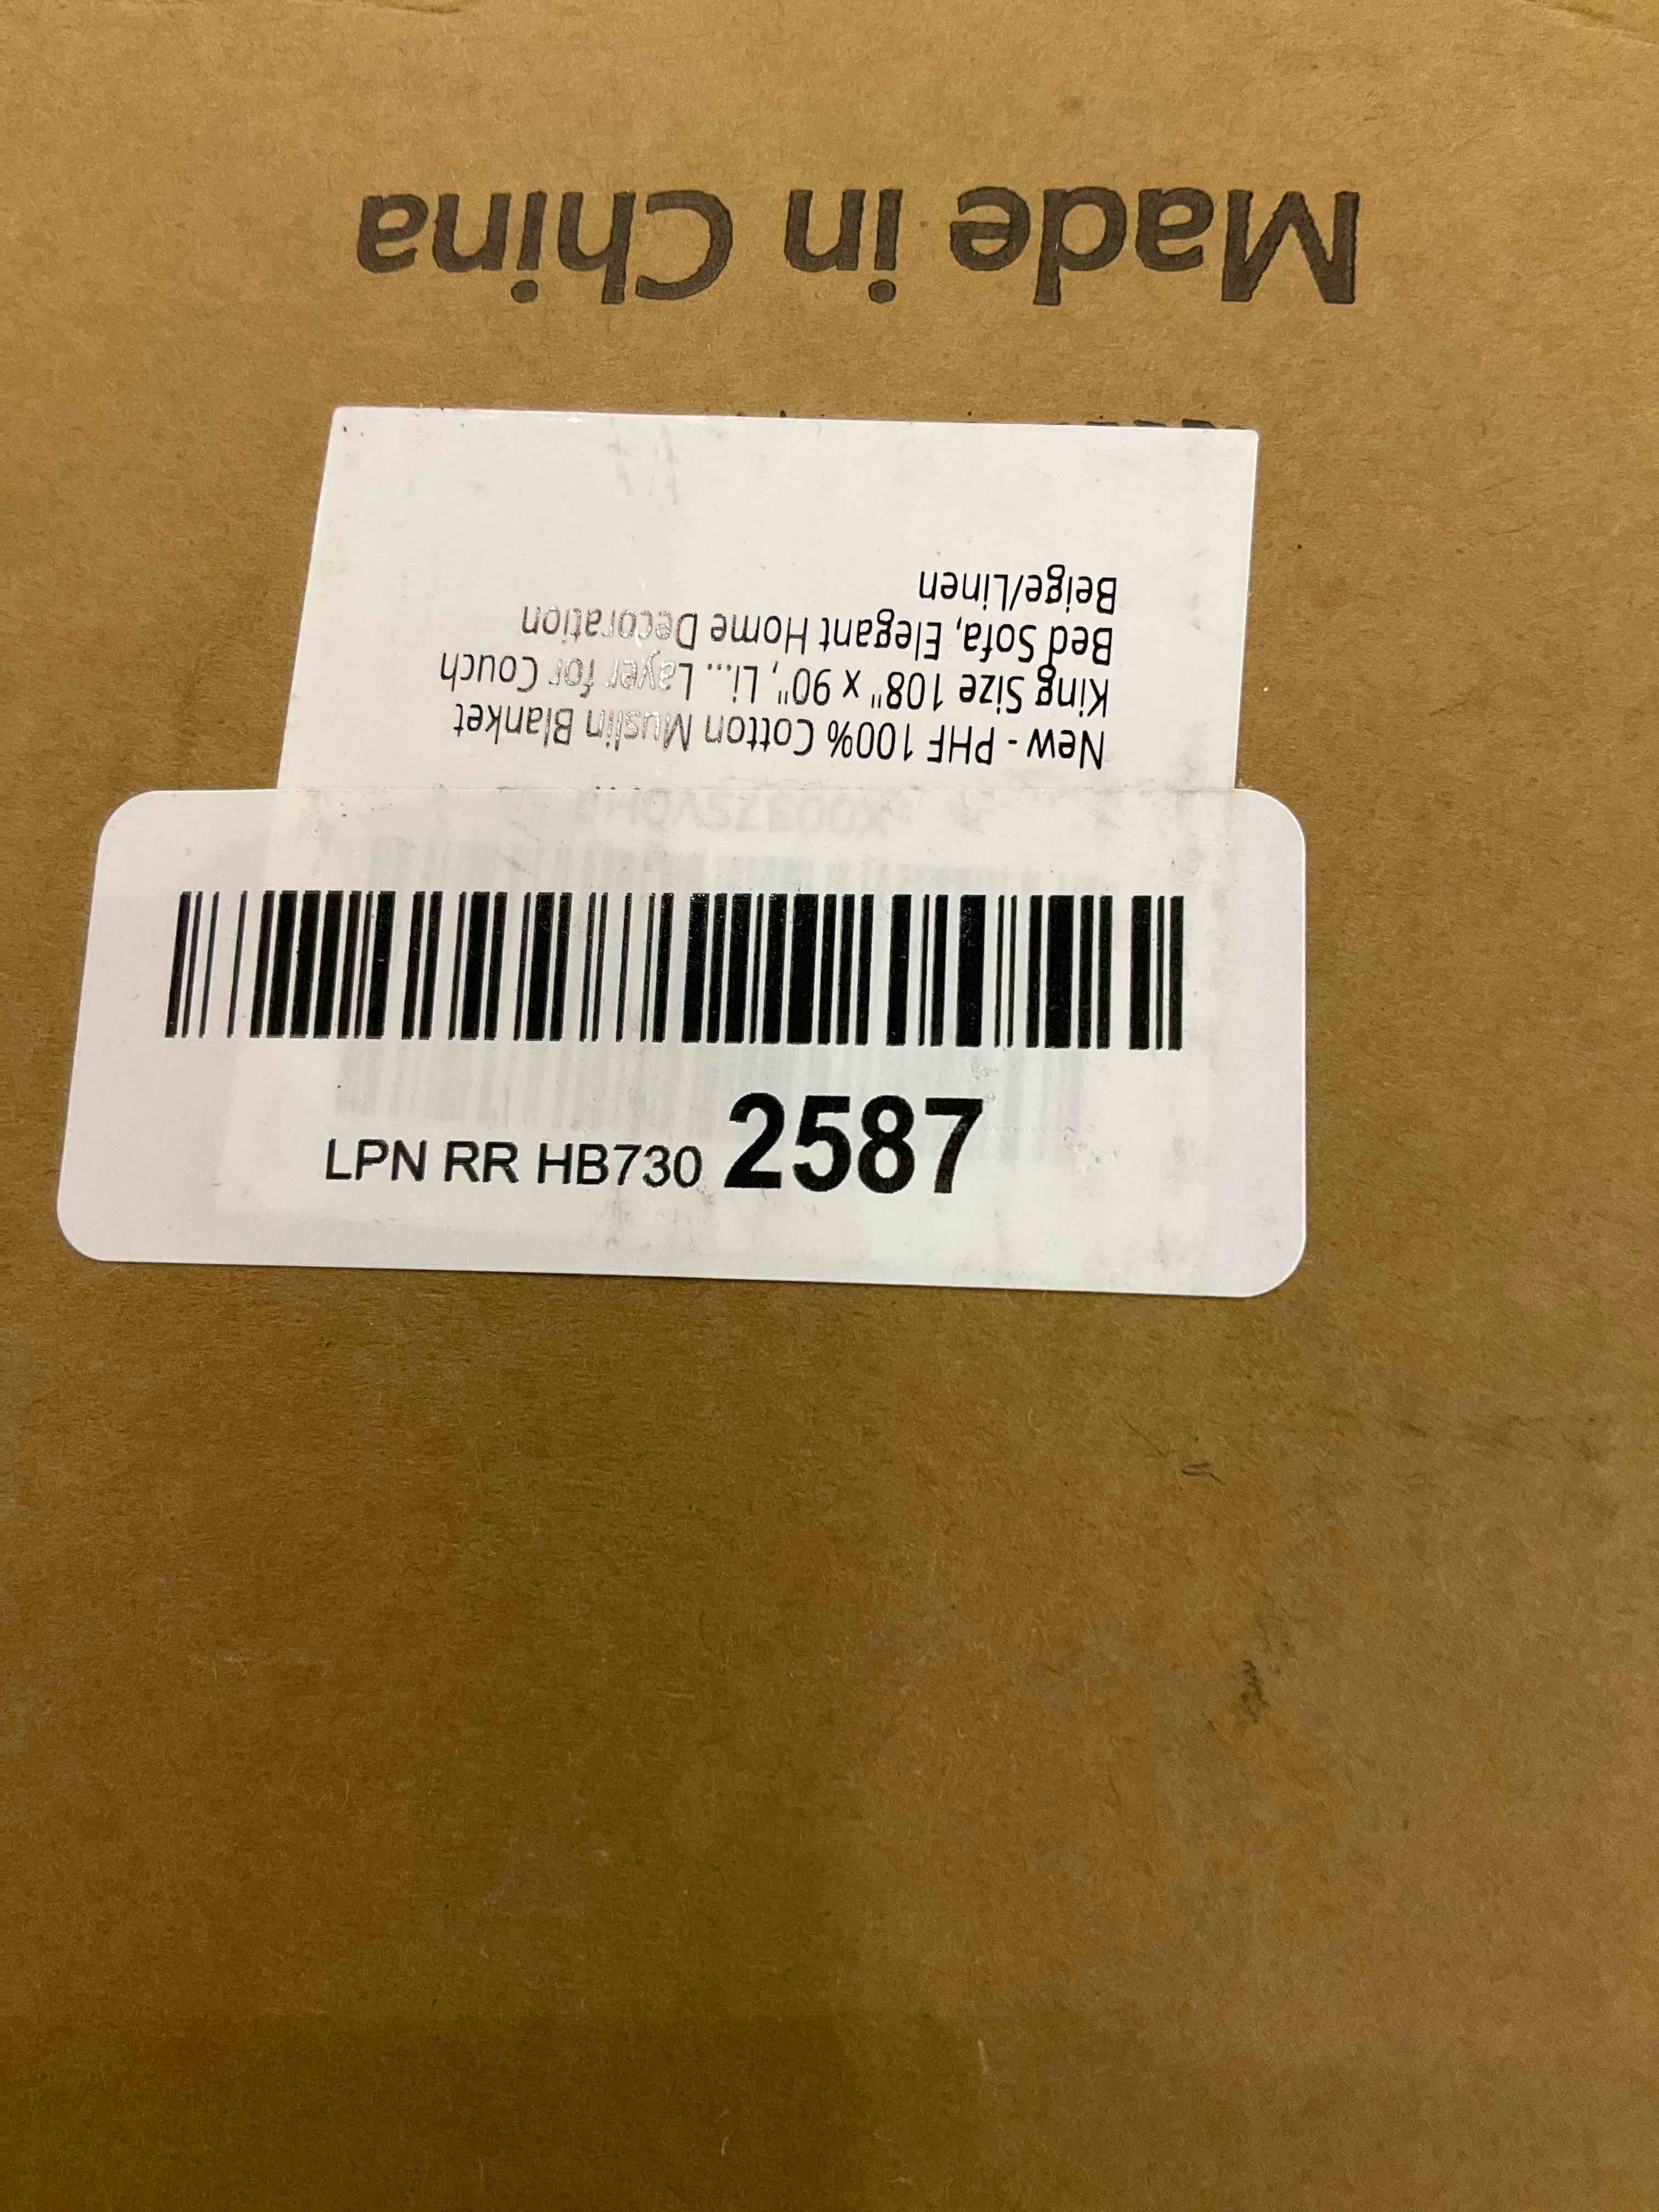 Made in China
New - PHF 100% Cotton Muslin Blanket
King Size 108" x 90", Li... Layer for Couch
Bed Sofa, Elegant Home Decoration
Beige/Linen
LPN RR HB730 2587